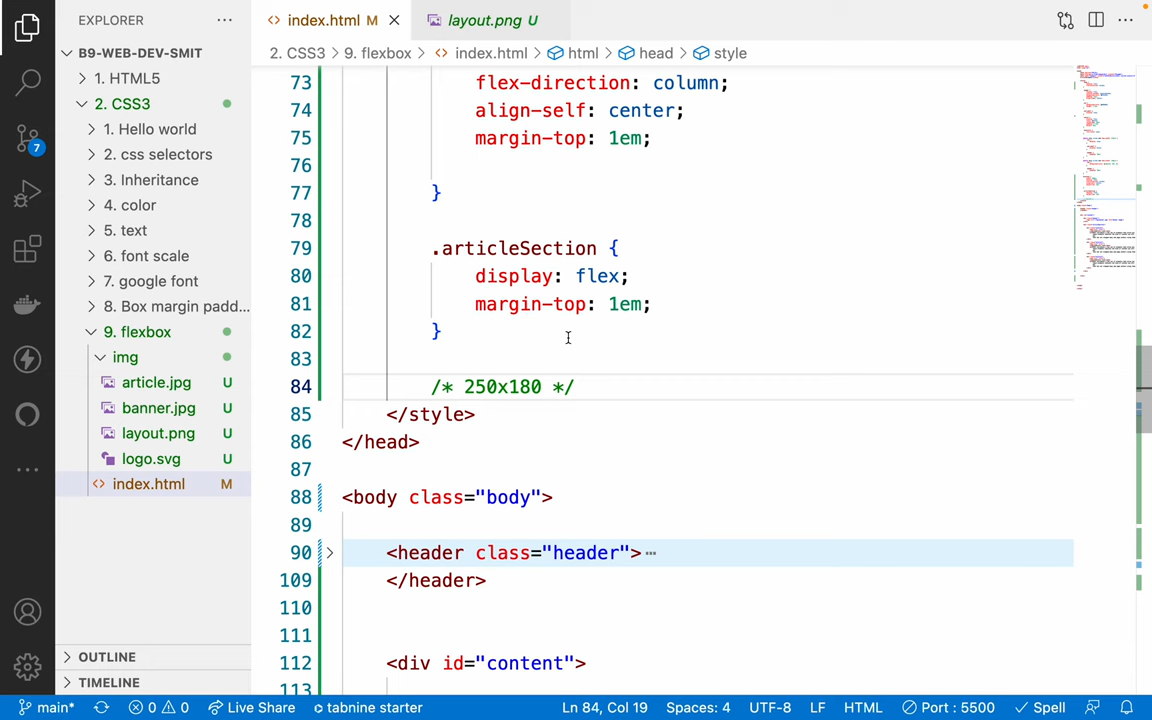 EXPLORER
index.html M
layout.png U
B9-WEB-DEV-SMIT
2. CSS3 > 9. flexbox > index.html > html > head > style
1. HTML5
2. CSS3
1. Hello world
2. css selectors
3. Inheritance
4. color
5. text
6. font scale
7. google font
8. Box margin padd...
9. flexbox
img
article.jpg U
banner.jpg U
layout.png U
logo.svg U
index.html M
7
73 flex-direction: column;
74 align-self: center;
75 margin-top: 1em;
76
77 }
78
79 .articleSection {
80 display: flex;
81 margin-top: 1em;
82 }
83
84 /* 250x180 */
85 </style>
86 </head>
87
88 <body class="body">
89
90 <header class="header"> ⋯
109 </header>
110
111
112 <div id="content">
113
OUTLINE
TIMELINE
main* 0 0 Live Share tabnine starter Ln 84, Col 19 Spaces: 4 UTF-8 LF HTML Port : 5500 Spell